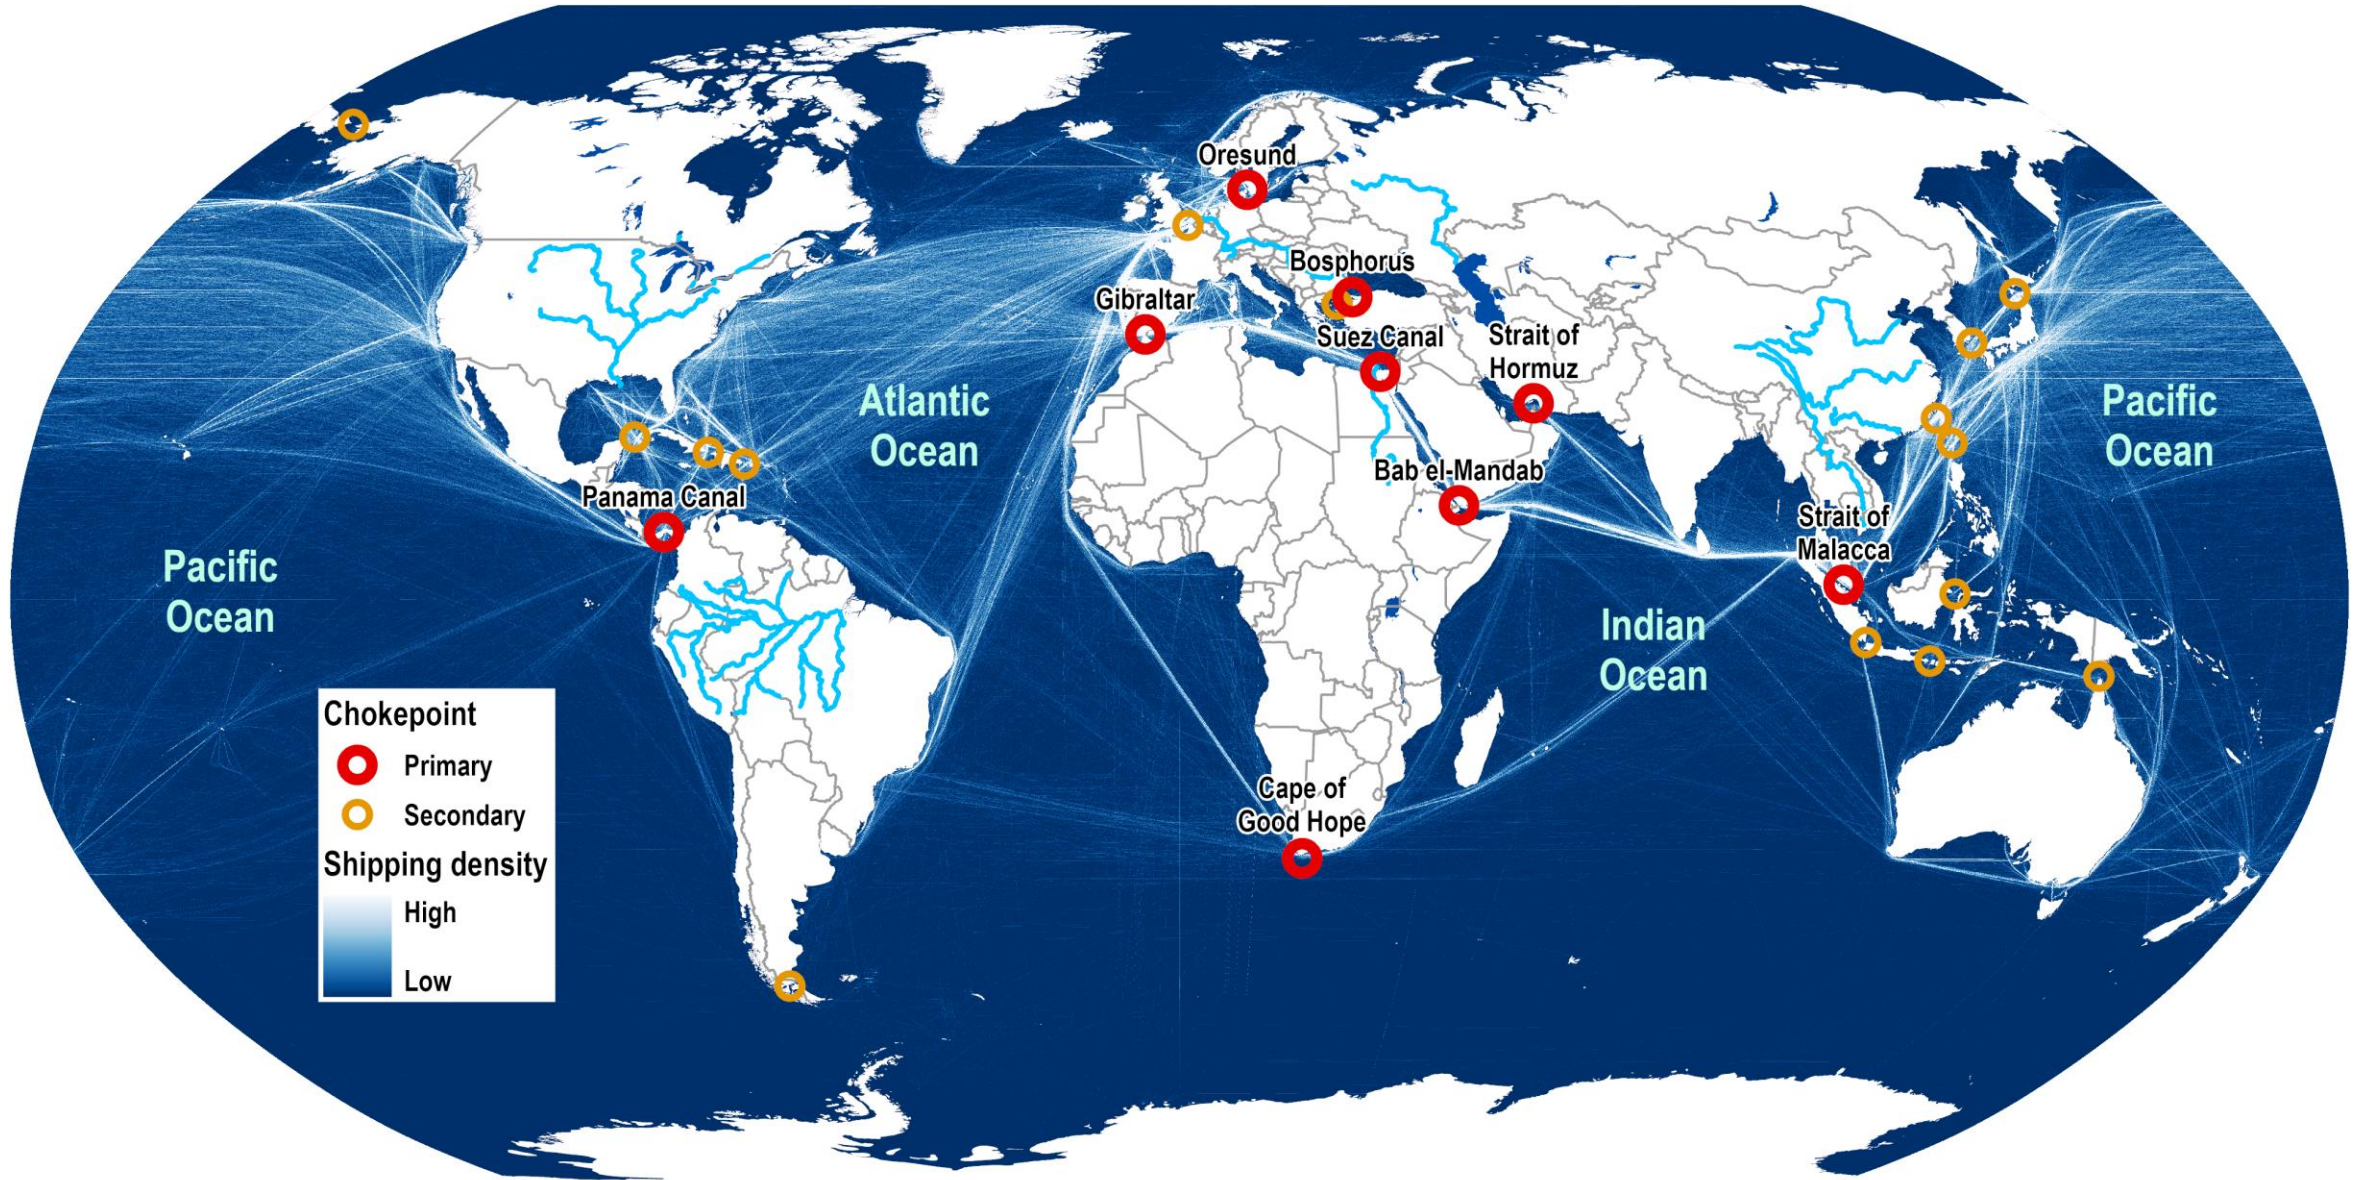 Oresund
Bosphorus
Gibraltar
Suez Canal
Strait of
Hormuz
Atlantic
Ocean
Pacific
Ocean
Bab el-Mandab
Panama Canal
Strait of
Malacca
Pacific
Ocean
Indian
Ocean
Cape of
Good Hope
Chokepoint
Primary
Secondary
Shipping density
High
Low